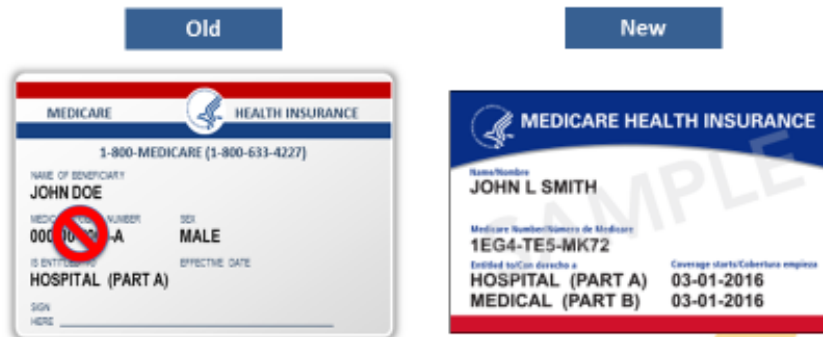 Old
New
MEDICARE HEALTH INSURANCE
1-800-MEDICARE (1-800-633-4227)
NAME OF BENEFICIARY
JOHN DOE
NUMBER SEX
-A MALE
IS ENTITLED TO EFFECTIVE DATE
HOSPITAL (PART A)
SIGN
HERE
MEDICARE HEALTH INSURANCE
Name/Nombre
JOHN L SMITH
Medicare Number/Número de Medicare
1EG4-TE5-MK72
Entitled to/Con derecho a Coverage starts/Cobertura empieza
HOSPITAL (PART A) 03-01-2016
MEDICAL (PART B) 03-01-2016
SAMPLE